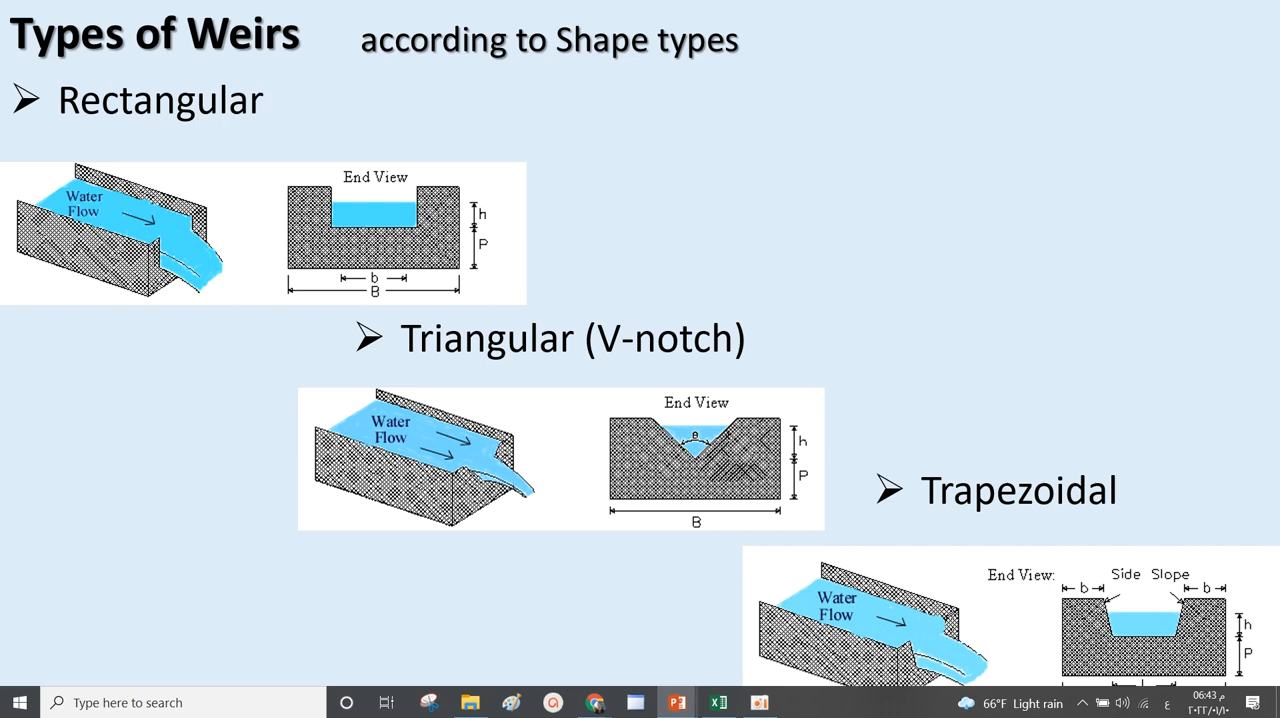 Types of Weirs according to Shape types
➢ Rectangular
End View
Water
Flow
h
P
b
B
➢ Triangular (V-notch)
End View
Water
Flow
θ
h
P
B
➢ Trapezoidal
End View:
Side Slope
b
b
Water
Flow
h
P
Type here to search
66°F Light rain
ع
06:43 م